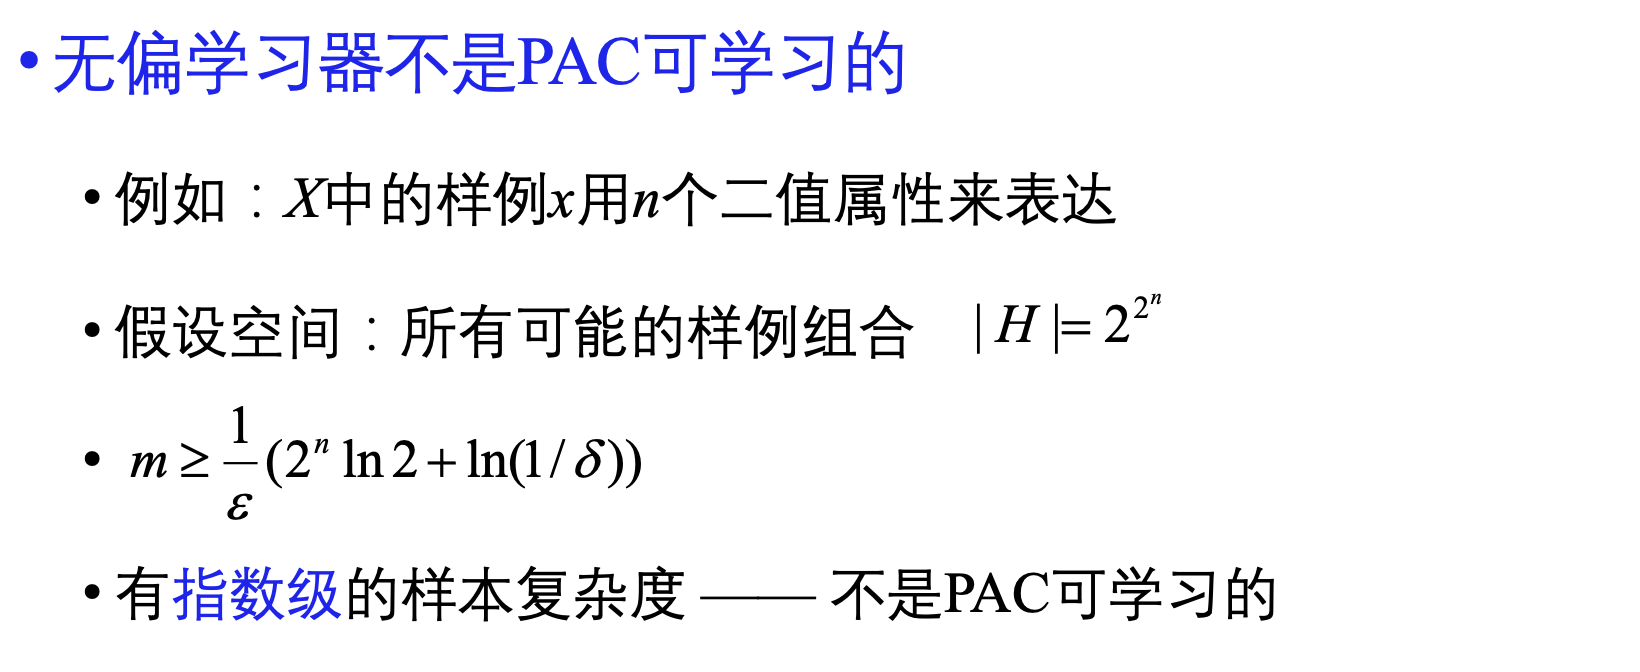 • 无偏学习器不是PAC可学习的
• 例如：X中的样例x用n个二值属性来表达
• 假设空间：所有可能的样例组合 |H|= 2^{2^n}
• m ≥ \frac{1}{ε}(2^n ln 2 + ln(1/δ))
• 有指数级的样本复杂度 —— 不是PAC可学习的